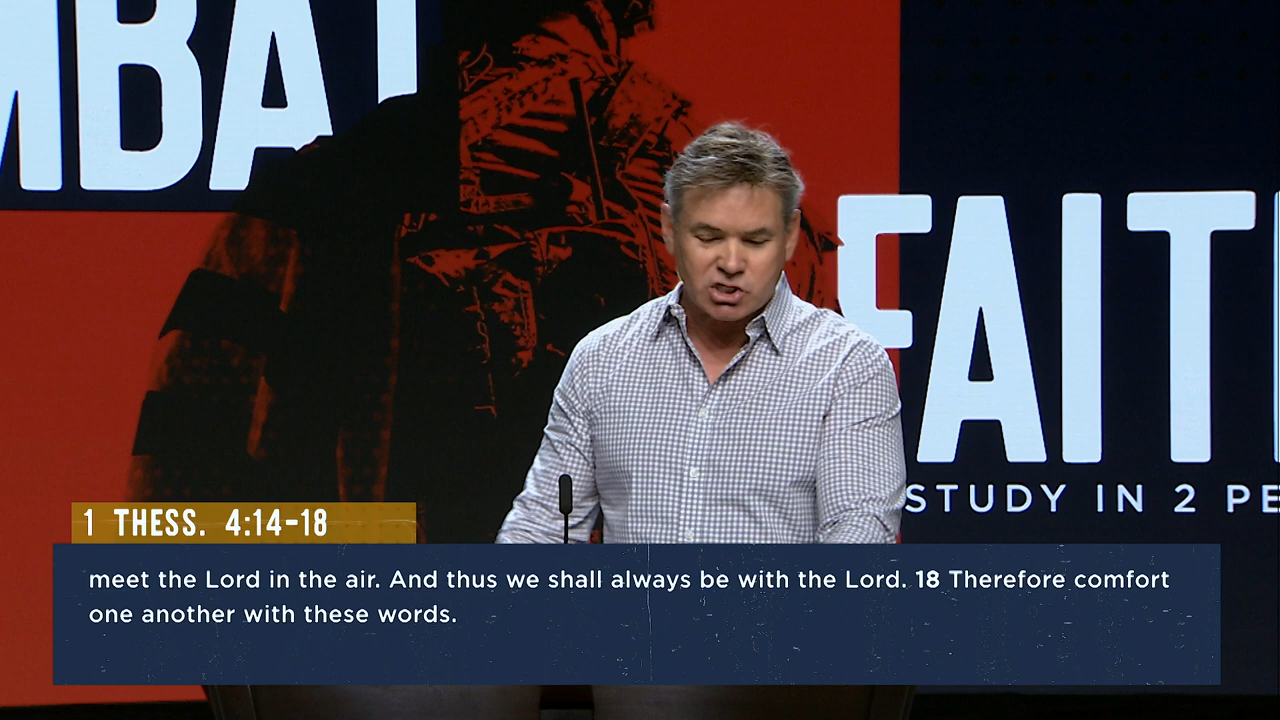 MBAT
FAITH
STUDY IN 2 PE
1 THESS. 4:14-18
meet the Lord in the air. And thus we shall always be with the Lord. 18 Therefore comfort
one another with these words.